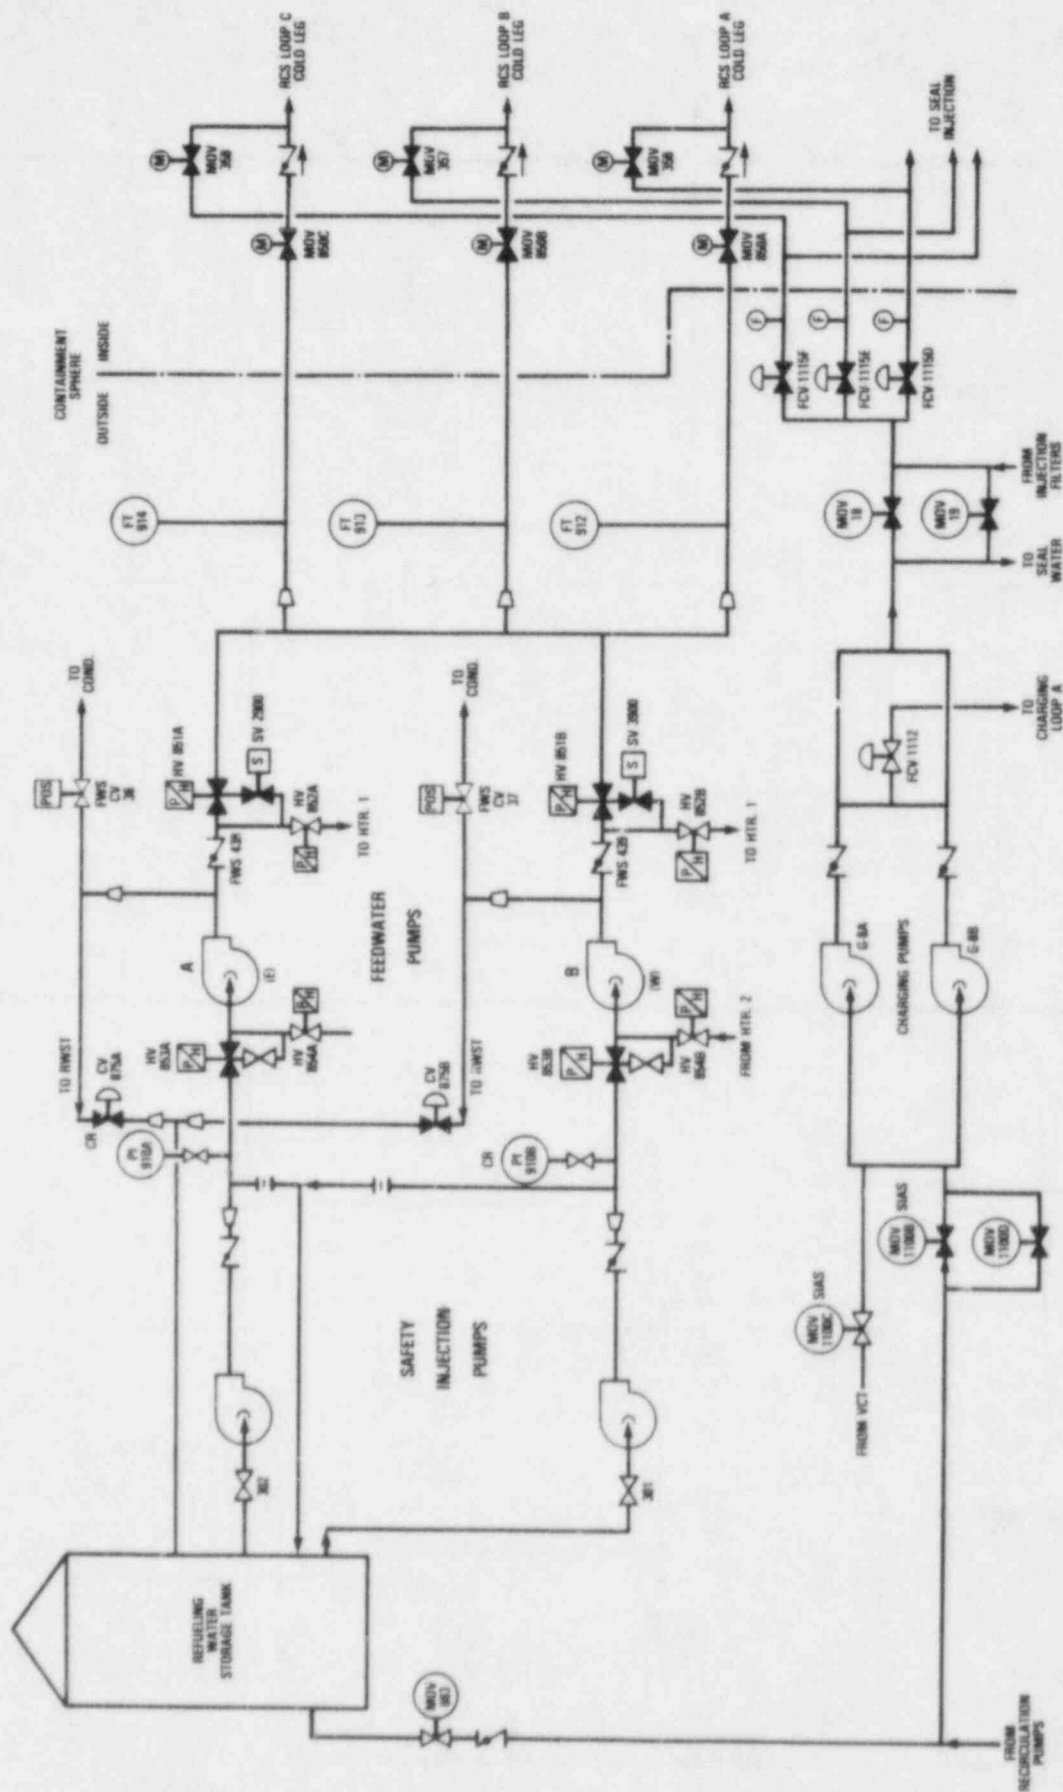 CONTAINMENT
SPHERE
OUTSIDE
INSIDE
RCS LOOP C
COLD LEG
RCS LOOP B
COLD LEG
RCS LOOP A
COLD LEG
M
MOV
358
M
MOV
357
M
MOV
M
MOV
850C
M
MOV
850B
M
MOV
850A
TO SEAL
INJECTION
FT
914
FT
913
FT
912
F
F
F
FCV 1115F
FCV 1115E
FCV 1115D
MOV
18
MOV
19
FROM
INJECTION
FILTERS
TO
SEAL
WATER
TO
COND.
POS
FWS
CV
36
HV 851A
P/H
S
SV 2900
HV
852A
P/H
TO HTR. 1
FWS 438
TO
COND.
POS
FWS
CV
37
HV 851B
P/H
S
SV 3900
HV
852B
P/H
TO HTR. 1
FWS 439
FCV 1112
TO
CHARGING
LOOP A
A
(E)
FEEDWATER
PUMPS
B
(W)
G-8A
CHARGING PUMPS
G-8B
TO RWST
CV
875A
CR
PI
910A
HV
853A
P/H
HV
854A
P/H
TO RWST
CV
875B
CR
PI
910B
HV
853B
P/H
HV
854B
P/H
FROM HTR. 2
SAFETY
INJECTION
PUMPS
302
301
SIAS
MOV
1100B
MOV
1100D
SIAS
MOV
1100C
FROM VCT
REFUELING
WATER
STORAGE TANK
MOV
883
FROM
RECIRCULATION
PUMPS